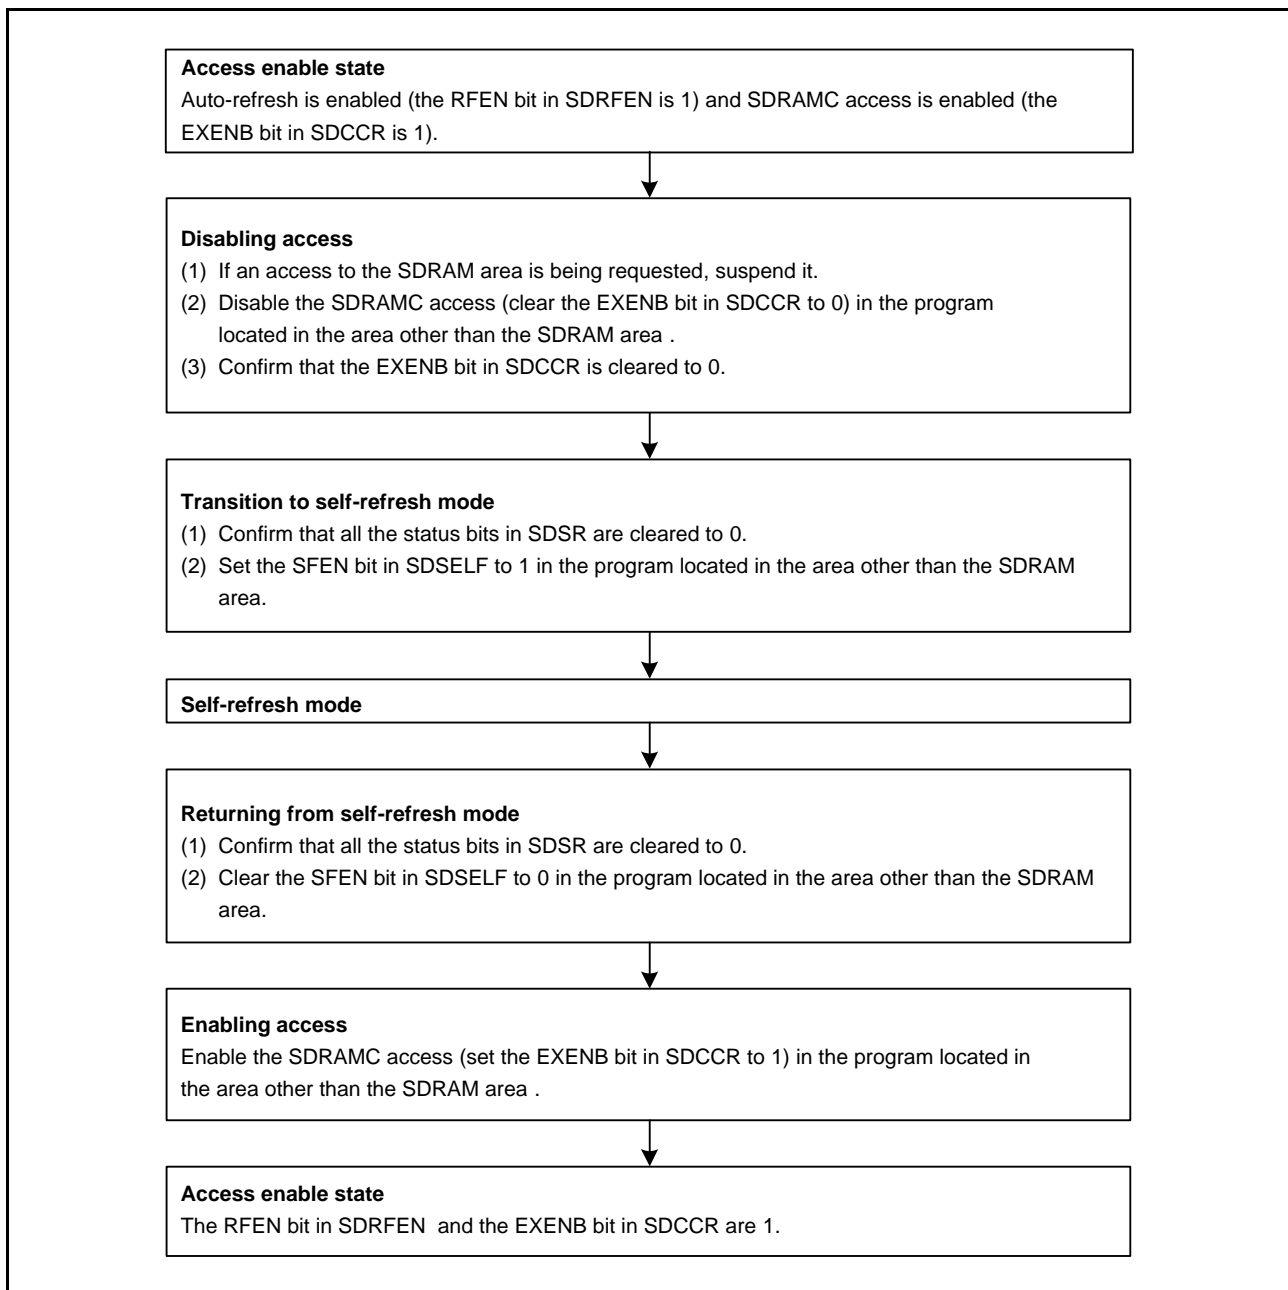 Access enable state
Auto-refresh is enabled (the RFEN bit in SDRFEN is 1) and SDRAMC access is enabled (the
EXENB bit in SDCCR is 1).
Disabling access
(1) If an access to the SDRAM area is being requested, suspend it.
(2) Disable the SDRAMC access (clear the EXENB bit in SDCCR to 0) in the program
located in the area other than the SDRAM area .
(3) Confirm that the EXENB bit in SDCCR is cleared to 0.
Transition to self-refresh mode
(1) Confirm that all the status bits in SDSR are cleared to 0.
(2) Set the SFEN bit in SDSELF to 1 in the program located in the area other than the SDRAM
area.
Self-refresh mode
Returning from self-refresh mode
(1) Confirm that all the status bits in SDSR are cleared to 0.
(2) Clear the SFEN bit in SDSELF to 0 in the program located in the area other than the SDRAM
area.
Enabling access
Enable the SDRAMC access (set the EXENB bit in SDCCR to 1) in the program located in
the area other than the SDRAM area .
Access enable state
The RFEN bit in SDRFEN  and the EXENB bit in SDCCR are 1.